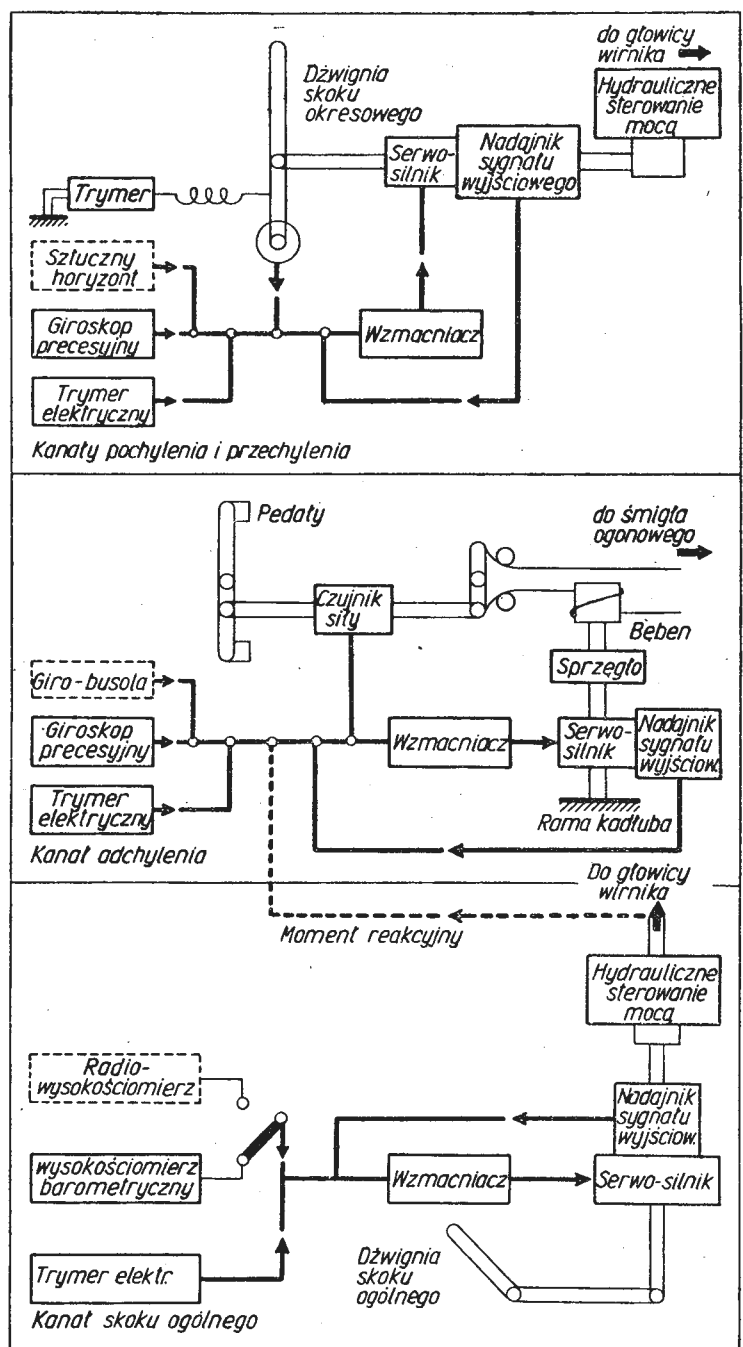 do głowicy
wirnika
Dźwignia
skoku
okresowego
Hydrauliczne
sterowanie
mocą
Serwo-
silnik
Nadajnik
sygnału
wyjściowego
Trymer
Sztuczny
horyzont
Giroskop
precesyjny
Wzmacniacz
Trymer
elektryczny
Kanały pochylenia i przechylenia
Pedały
do śmigła
ogonowego
Czujnik
siły
Bęben
Sprzęgło
Giro-busola
Giroskop
precesyjny
Wzmacniacz
Serwo-
silnik
Nadajnik
sygnału
wyjściow.
Trymer
elektryczny
Rama kadłuba
Kanał odchylenia
Do głowicy
wirnika
Moment reakcyjny
Hydrauliczne
sterowanie
mocą
Radio-
wysokościomierz
Nadajnik
sygnału
wyjściow.
wysokościomierz
barometryczny
Wzmacniacz
Serwo-silnik
Trymer elektr.
Dźwignia
skoku
ogólnego
Kanał skoku ogólnego